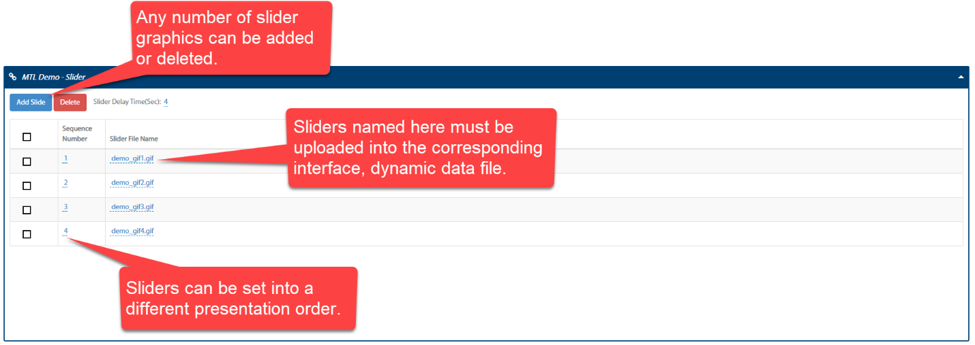 Any number of slider
graphics can be added
or deleted.
MTL Demo - Slider
Add Slide Delete Slider Delay Time(Sec): 4
Sequence
Number Slider File Name
1 demo_gif1.gif
2 demo_gif2.gif
3 demo_gif3.gif
4 demo_gif4.gif
Sliders named here must be
uploaded into the corresponding
interface, dynamic data file.
Sliders can be set into a
different presentation order.